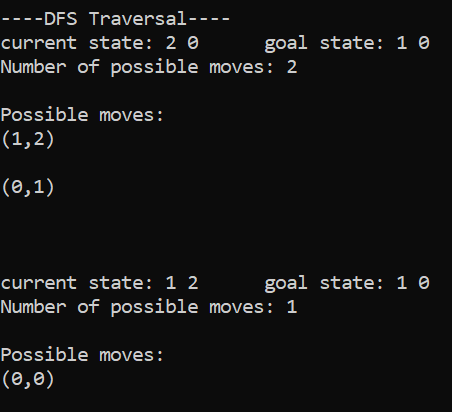 ----DFS Traversal----
current state: 2 0      goal state: 1 0
Number of possible moves: 2
Possible moves:
(1,2)
(0,1)
current state: 1 2      goal state: 1 0
Number of possible moves: 1
Possible moves:
(0,0)